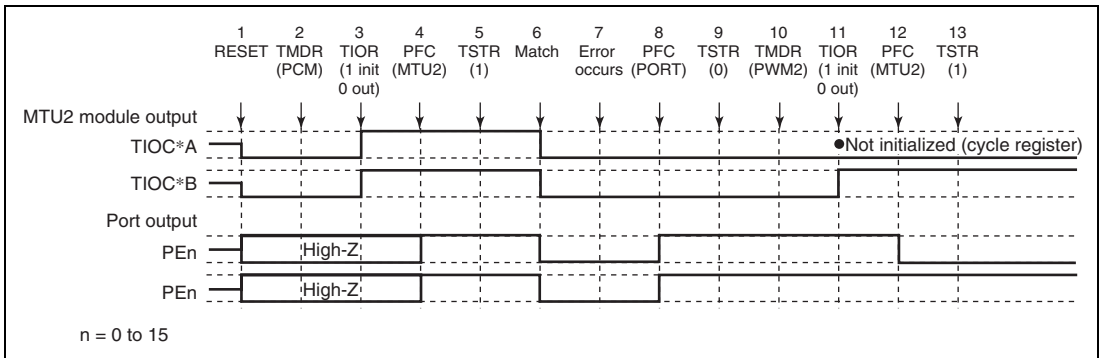 1 2 3 4 5 6 7 8 9 10 11 12 13
RESET TMDR TIOR PFC TSTR Match Error PFC TSTR TMDR TIOR PFC TSTR
(PCM) (1 init (MTU2) (1) occurs (PORT) (0) (PWM2) (1 init (MTU2) (1)
0 out) 0 out)
MTU2 module output
TIOC*A
●Not initialized (cycle register)
TIOC*B
Port output
PEn High-Z
PEn High-Z
n = 0 to 15